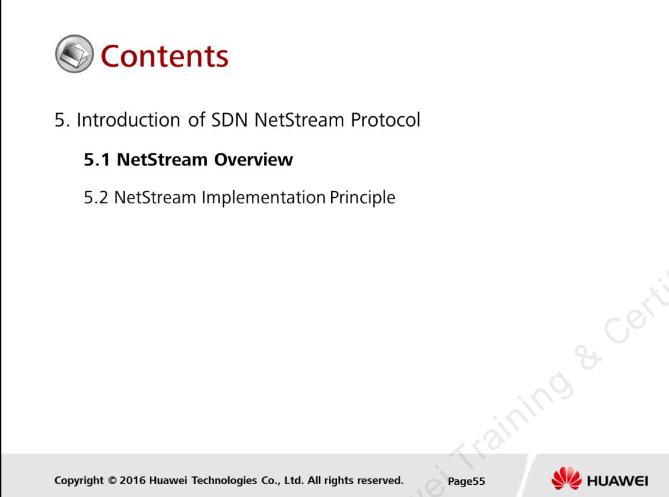 Contents
5. Introduction of SDN NetStream Protocol
5.1 NetStream Overview
5.2 NetStream Implementation Principle
Training & Certi
Copyright © 2016 Huawei Technologies Co., Ltd. All rights reserved.
Page55
HUAWEI